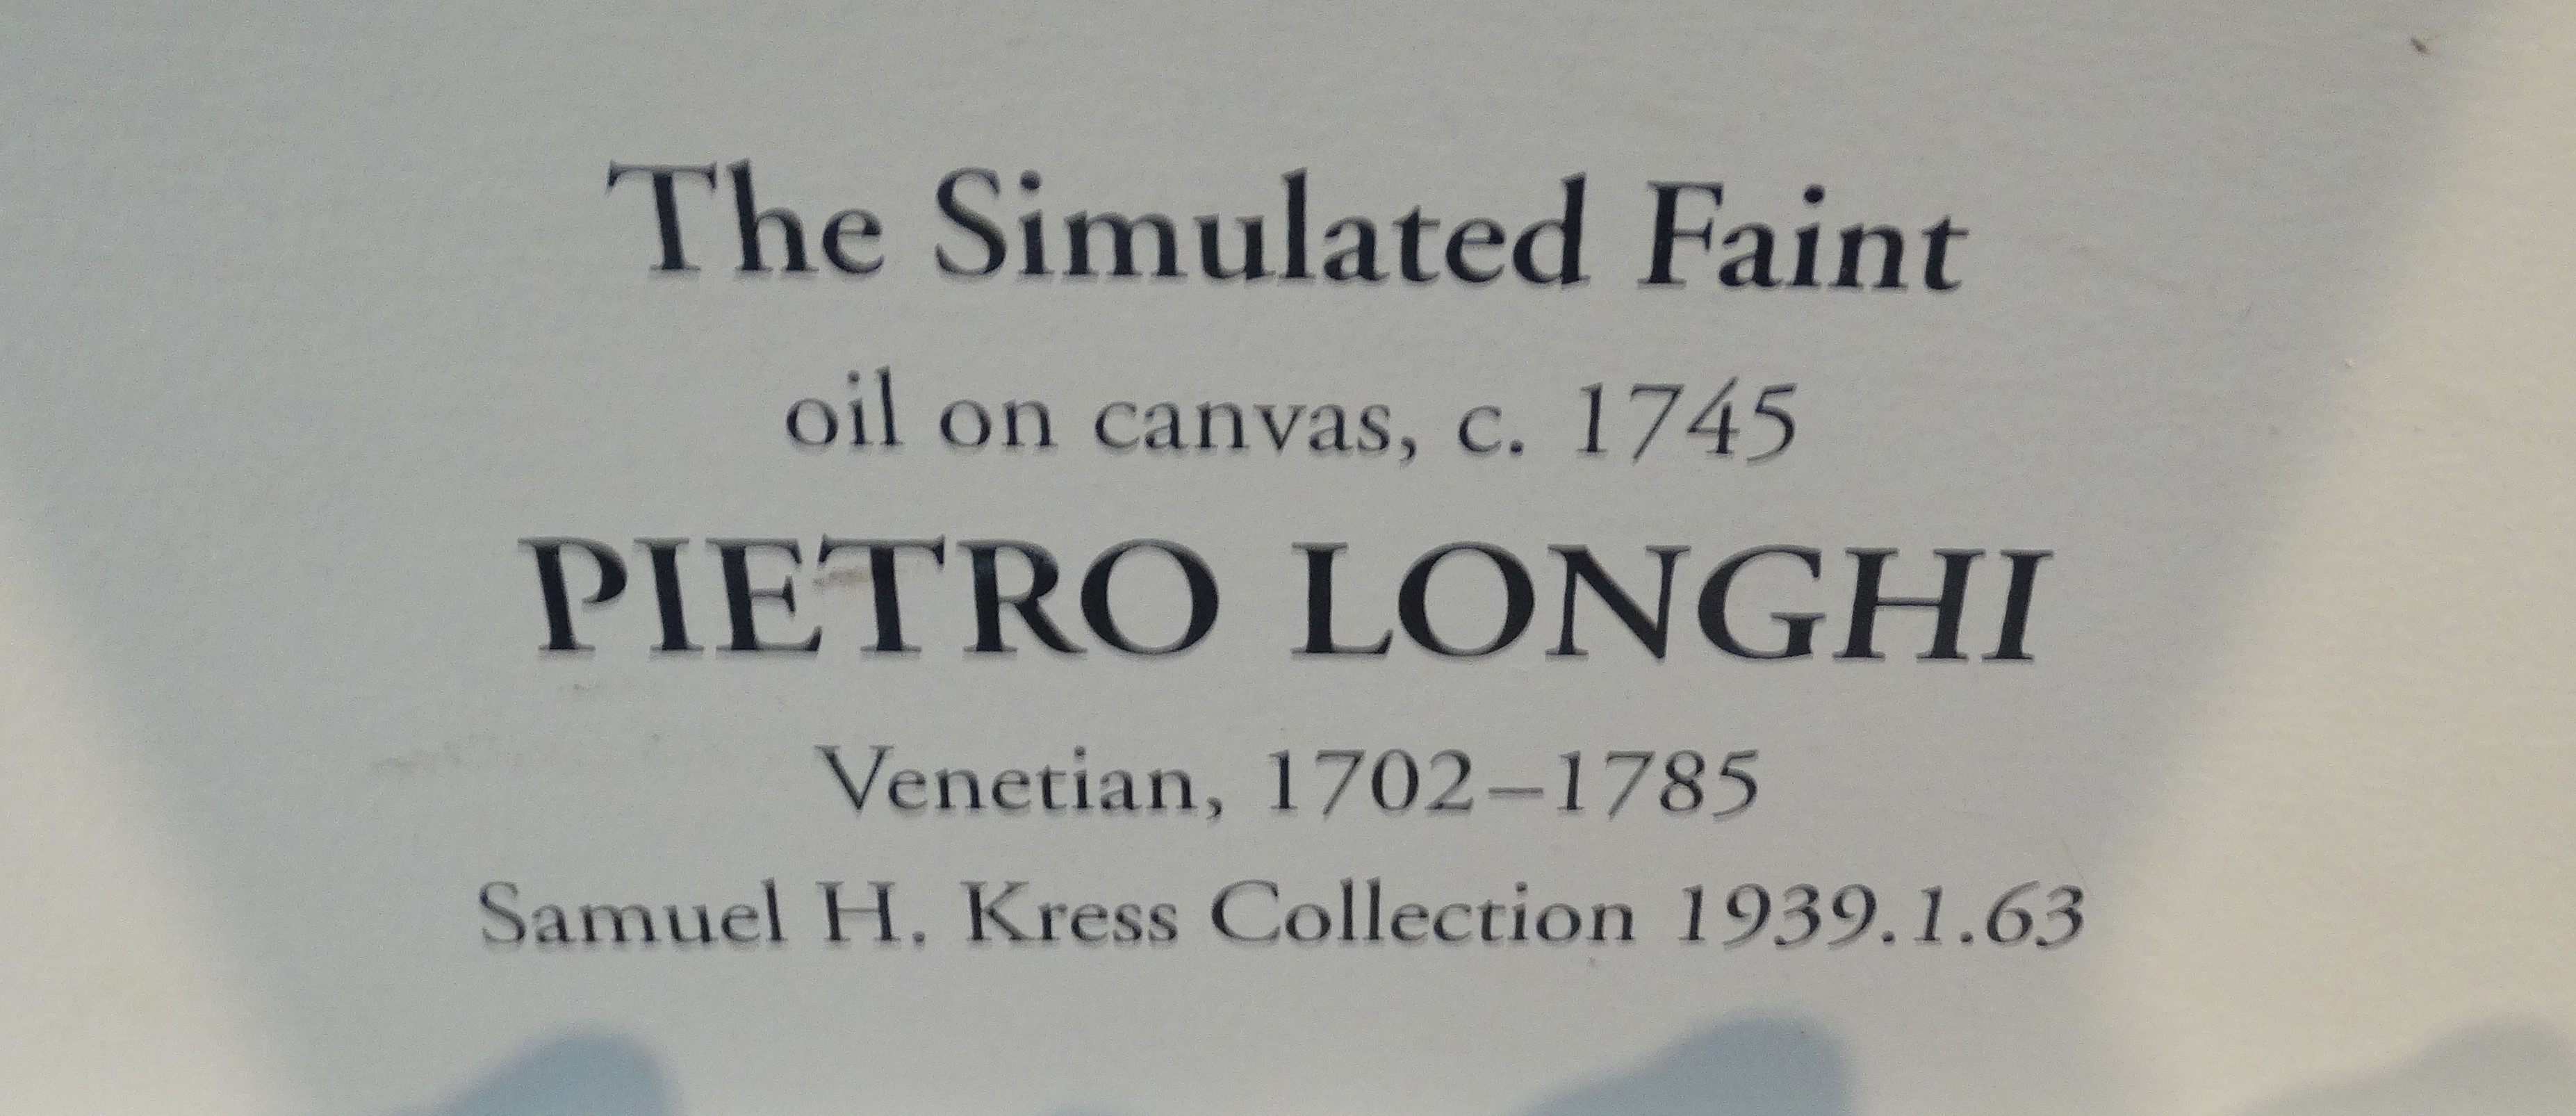 The Simulated Faint
oil on canvas, c. 1745
PIETRO LONGHI
Venetian, 1702–1785
Samuel H. Kress Collection 1939.1.63